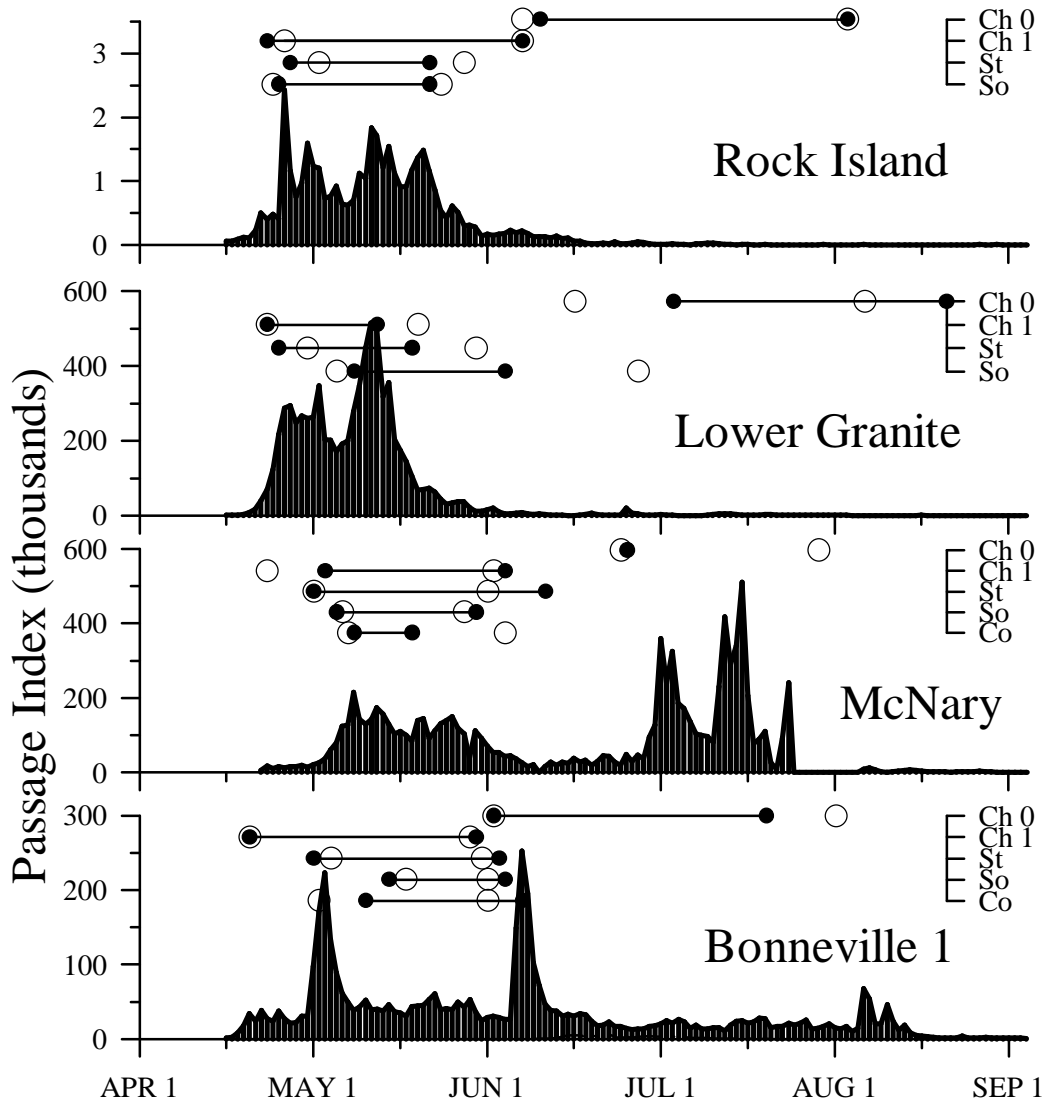 Passage Index (thousands)
3
2
1
0
Ch 0
Ch 1
St
So
Rock Island
600
400
200
0
Ch 0
Ch 1
St
So
Lower Granite
600
400
200
0
Ch 0
Ch 1
St
So
Co
McNary
300
200
100
0
Ch 0
Ch 1
St
So
Co
Bonneville 1
APR 1 MAY 1 JUN 1 JUL 1 AUG 1 SEP 1